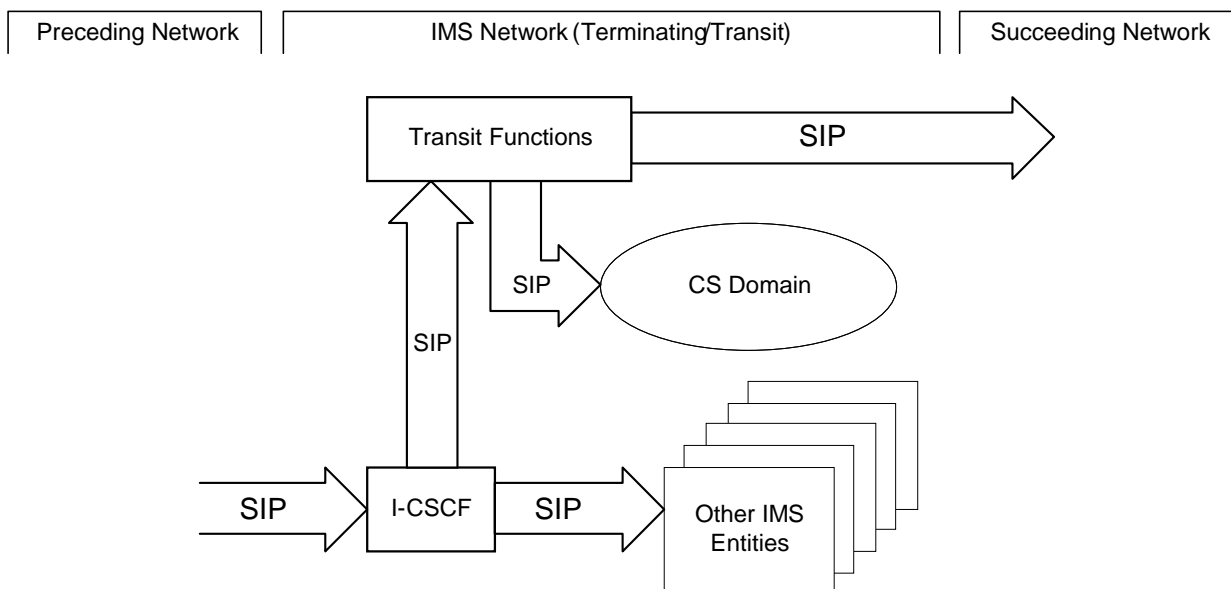 Preceding Network
IMS Network (Terminating/Transit)
Succeeding Network
Transit Functions
SIP
SIP
CS Domain
SIP
SIP
I-CSCF
SIP
Other IMS
Entities